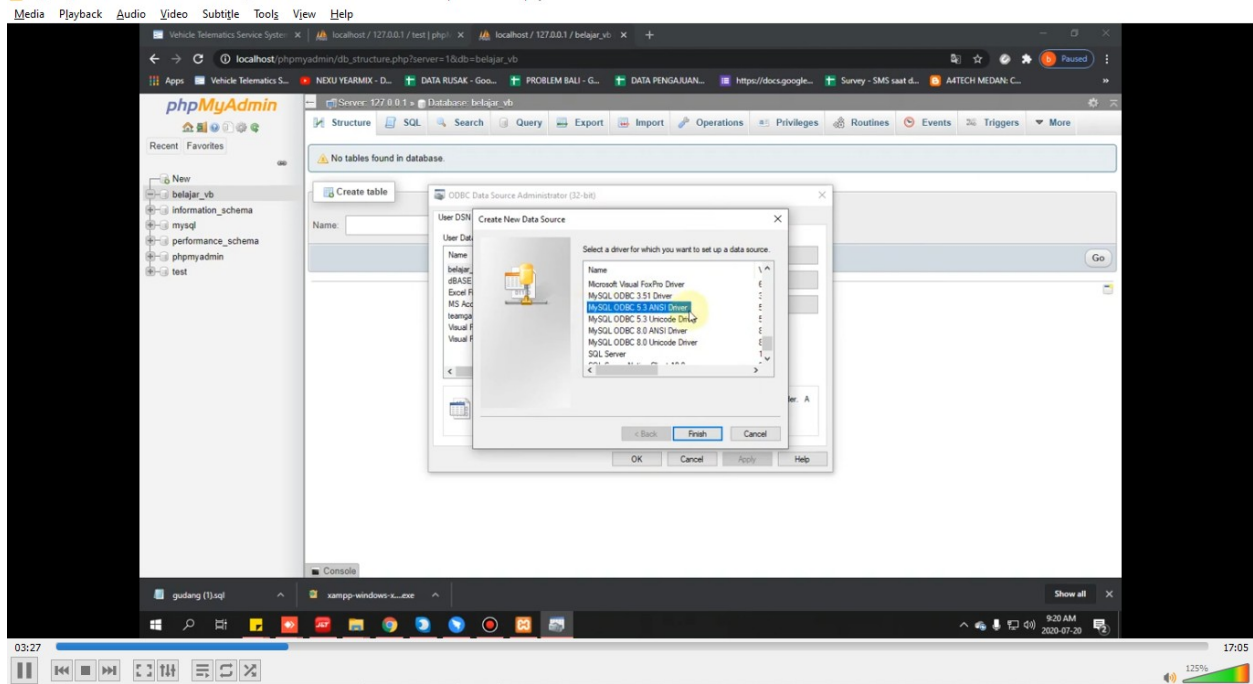 Media Playback Audio Video Subtitle Tools View Help
Vehicle Telematics Service System localhost / 127.0.0.1 / test | php localhost / 127.0.0.1 / belajar_vb
localhost/phpmyadmin/db_structure.php?server=1&db=belajar_vb Paused
Apps Vehicle Telematics S... NEXU YEARMIX - D... DATA RUSAK - Goo... PROBLEM BALI - G... DATA PENGAJUAN... https://docs.google... Survey - SMS saat d... A4TECH MEDAN: C... »
phpMyAdmin
Recent Favorites
New
belajar_vb
information_schema
mysql
performance_schema
phpmyadmin
test
Server: 127.0.0.1 » Database: belajar_vb
Structure SQL Search Query Export Import Operations Privileges Routines Events Triggers More
No tables found in database.
Create table
Name:
Go
Console
ODBC Data Source Administrator (32-bit)
User DSN
User Data
Name
belajar_
dBASE
Excel F
MS Acc
teamga
Visual F
Visual F
der. A
OK Cancel Apply Help
Create New Data Source
Select a driver for which you want to set up a data source.
Name
Microsoft Visual FoxPro Driver 6
MySQL ODBC 3.51 Driver 3
MySQL ODBC 5.3 ANSI Driver 5
MySQL ODBC 5.3 Unicode Driver 5
MySQL ODBC 8.0 ANSI Driver 8
MySQL ODBC 8.0 Unicode Driver 8
SQL Server 1
< Back Finish Cancel
gudang (1).sql xampp-windows-x....exe Show all
9:20 AM
2020-07-20
03:27 17:05
125%